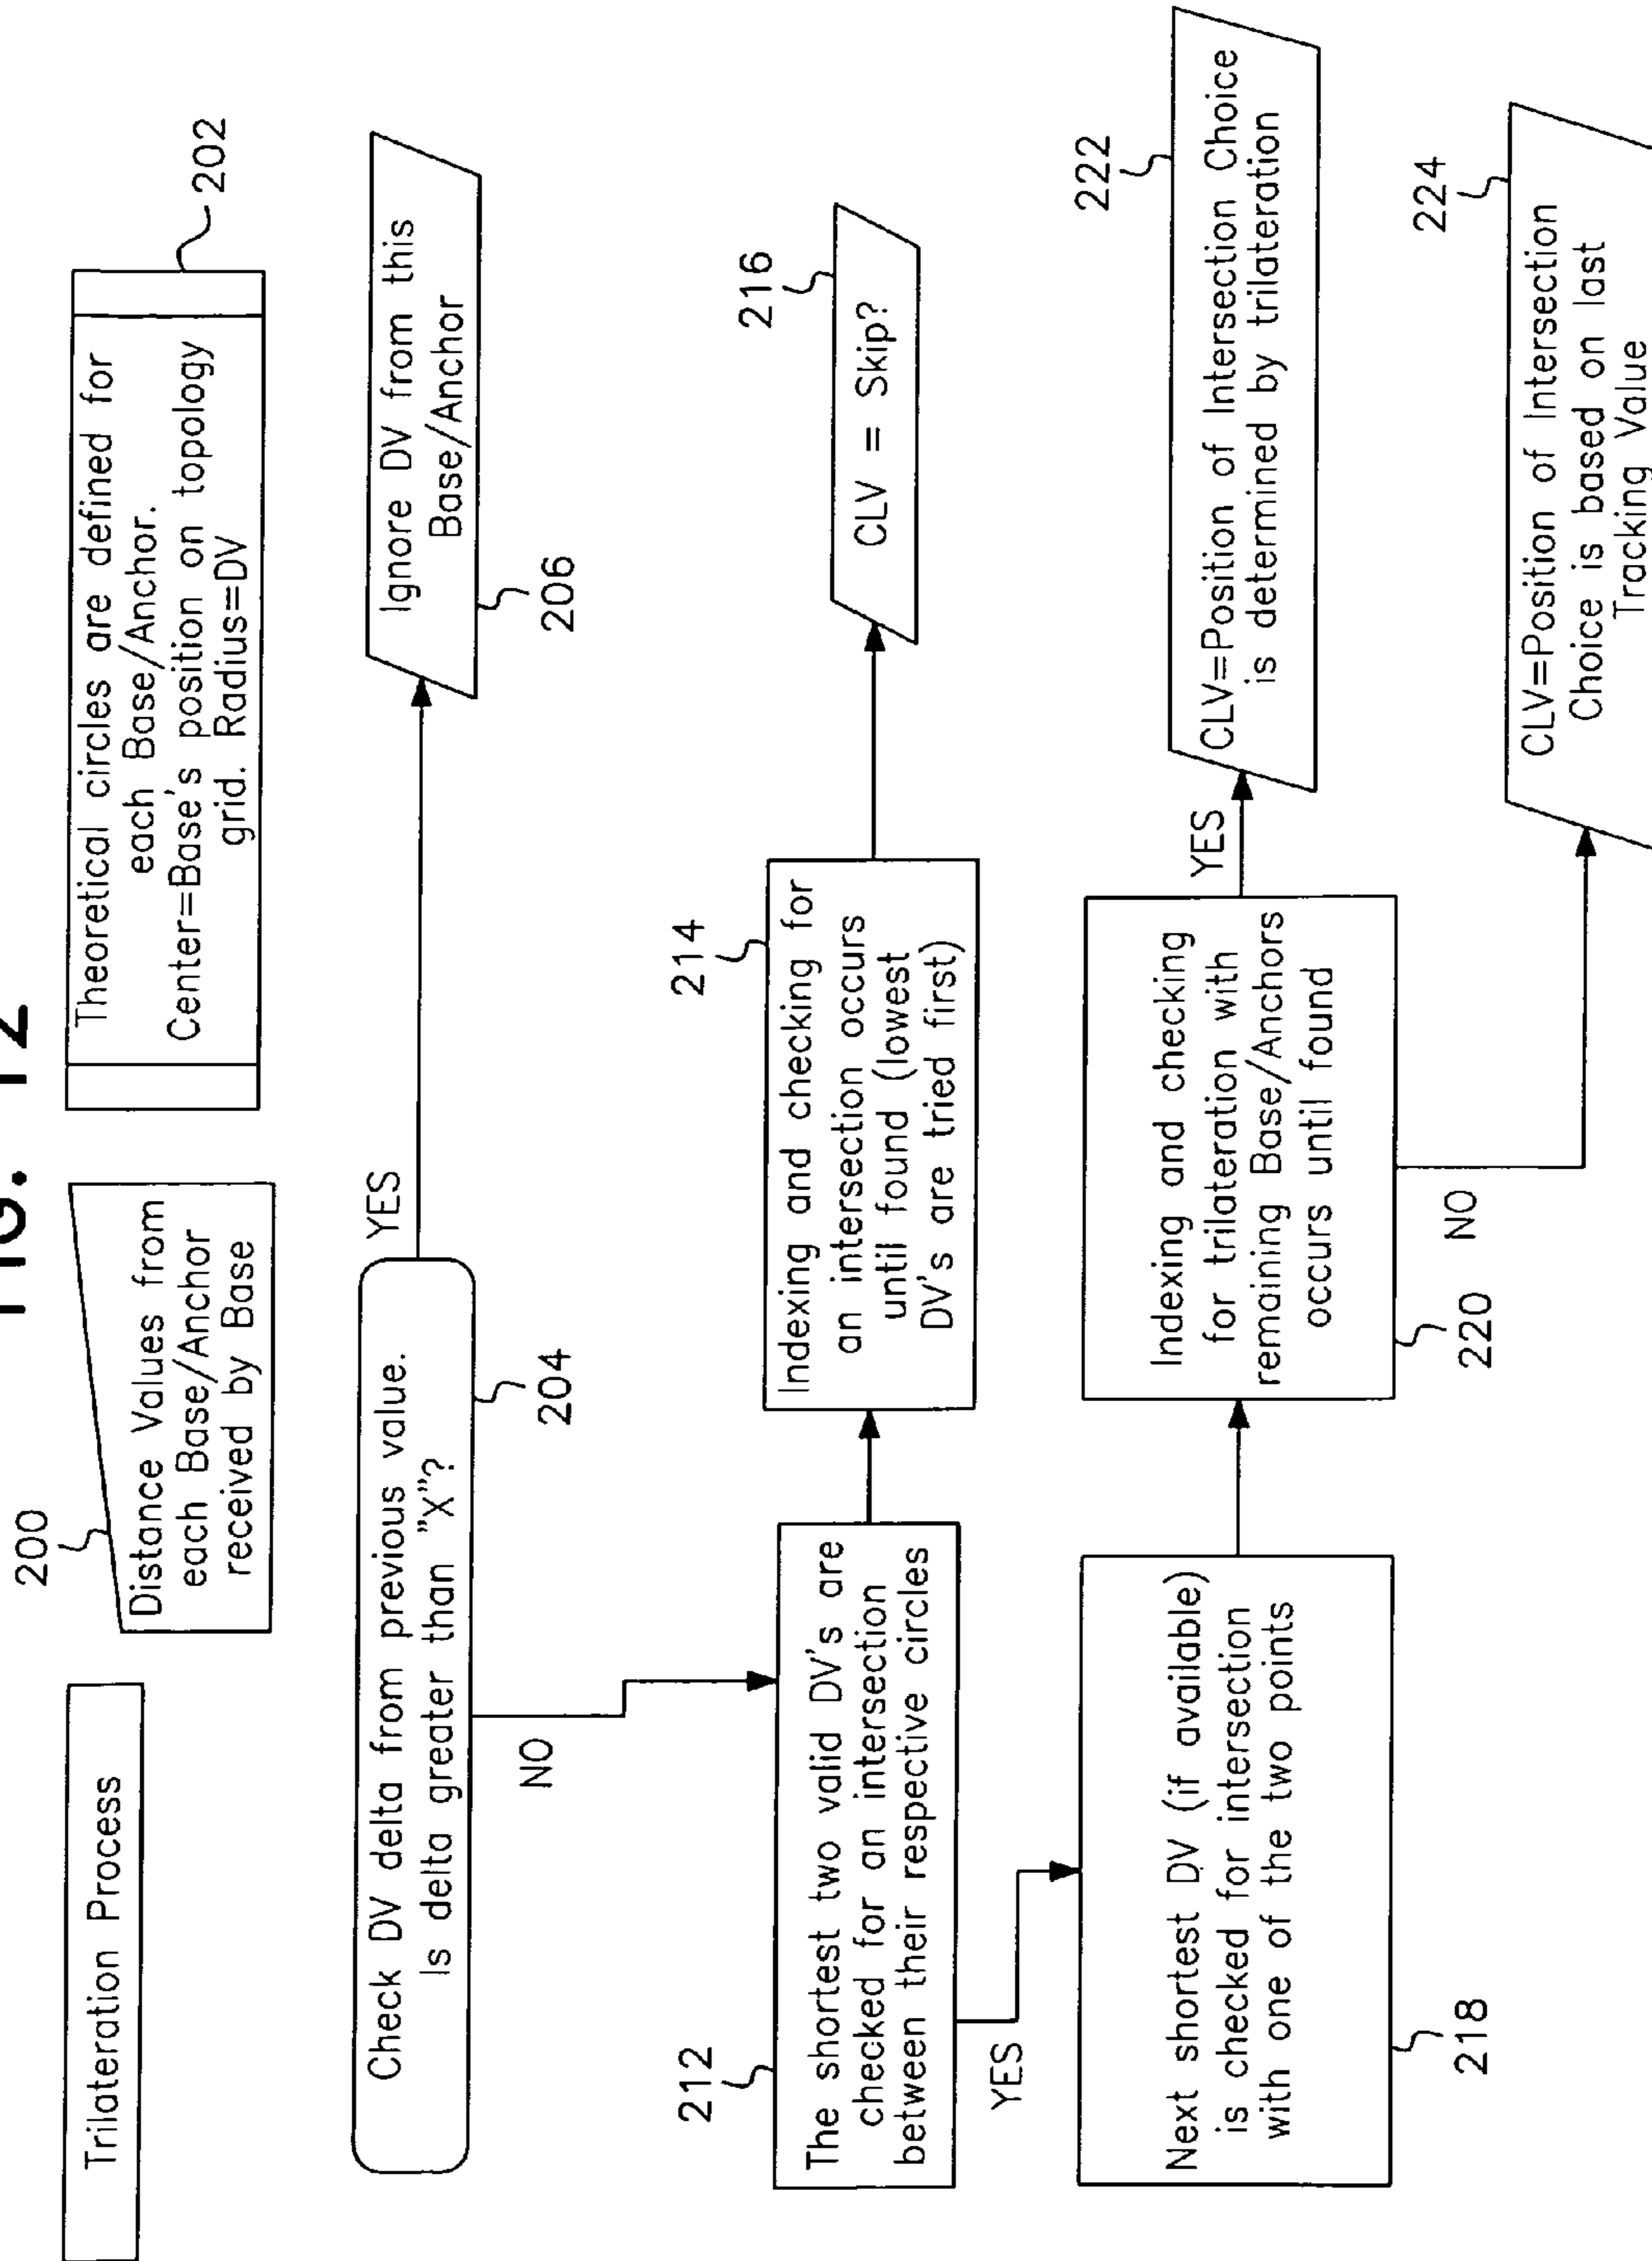 FIG. 12
Trilateration Process
200
Distance Values from
each Base/Anchor
received by Base
Theoretical circles are defined for
each Base/Anchor.
Center=Base's position on topology
grid. Radius=DV
202
Check DV delta from previous value.
Is delta greater than "X"?
204
YES
Ignore DV from this
Base/Anchor
206
NO
212
The shortest two valid DV's are
checked for an intersection
between their respective circles
214
Indexing and checking for
an intersection occurs
until found (lowest
DV's are tried first)
216
CLV = Skip?
YES
Next shortest DV (if available)
is checked for intersection
with one of the two points
218
Indexing and checking
for trilateration with
remaining Base/Anchors
occurs until found
220
YES
222
CLV=Position of Intersection Choice
is determined by trilateration
NO
224
CLV=Position of Intersection
Choice is based on last
Tracking Value